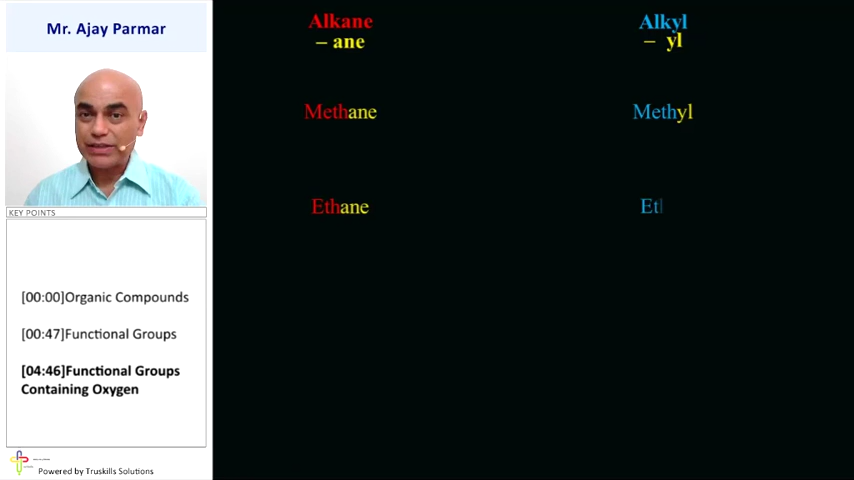 Mr. Ajay Parmar
KEY POINTS
[00:00]Organic Compounds
[00:47]Functional Groups
[04:46]Functional Groups
Containing Oxygen
Powered by Truskills Solutions
Alkane
– ane
Alkyl
– yl
Methane
Methyl
Ethane
Et